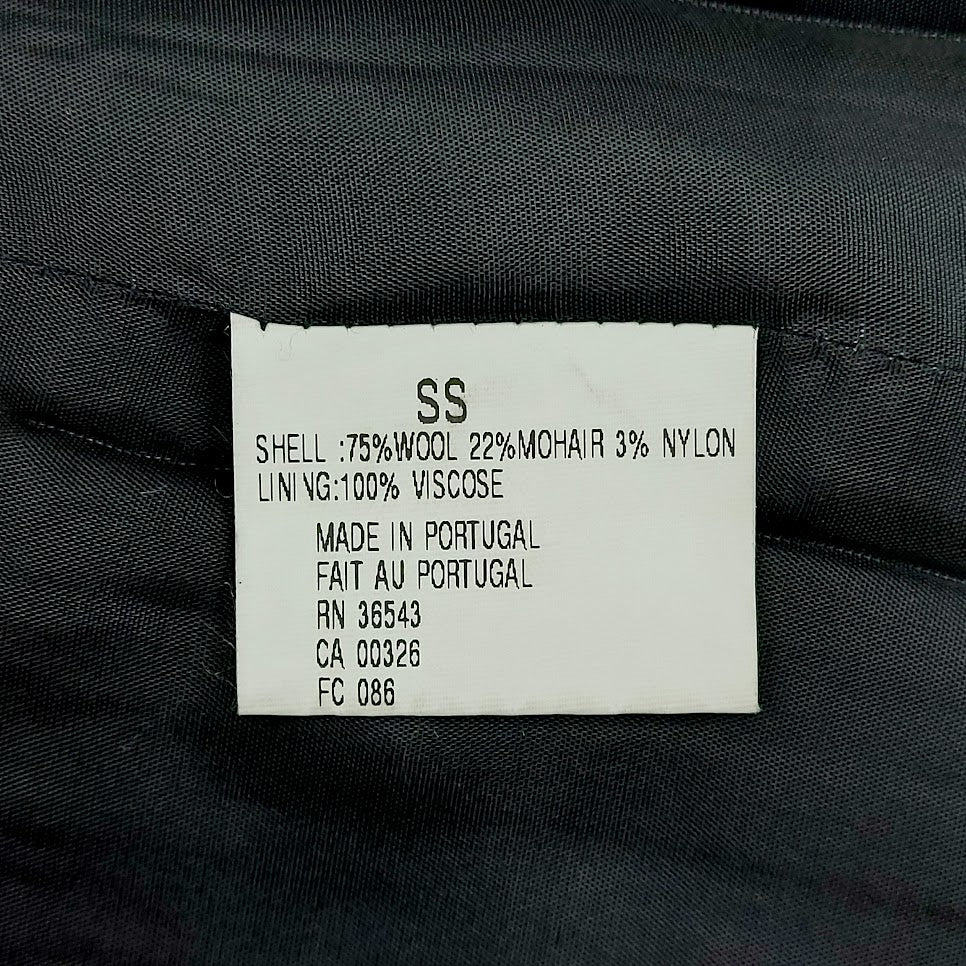 SS
SHELL :75%WOOL 22%MOHAIR 3% NYLON
LINING:100% VISCOSE
MADE IN PORTUGAL
FAIT AU PORTUGAL
RN 36543
CA 00326
FC 086